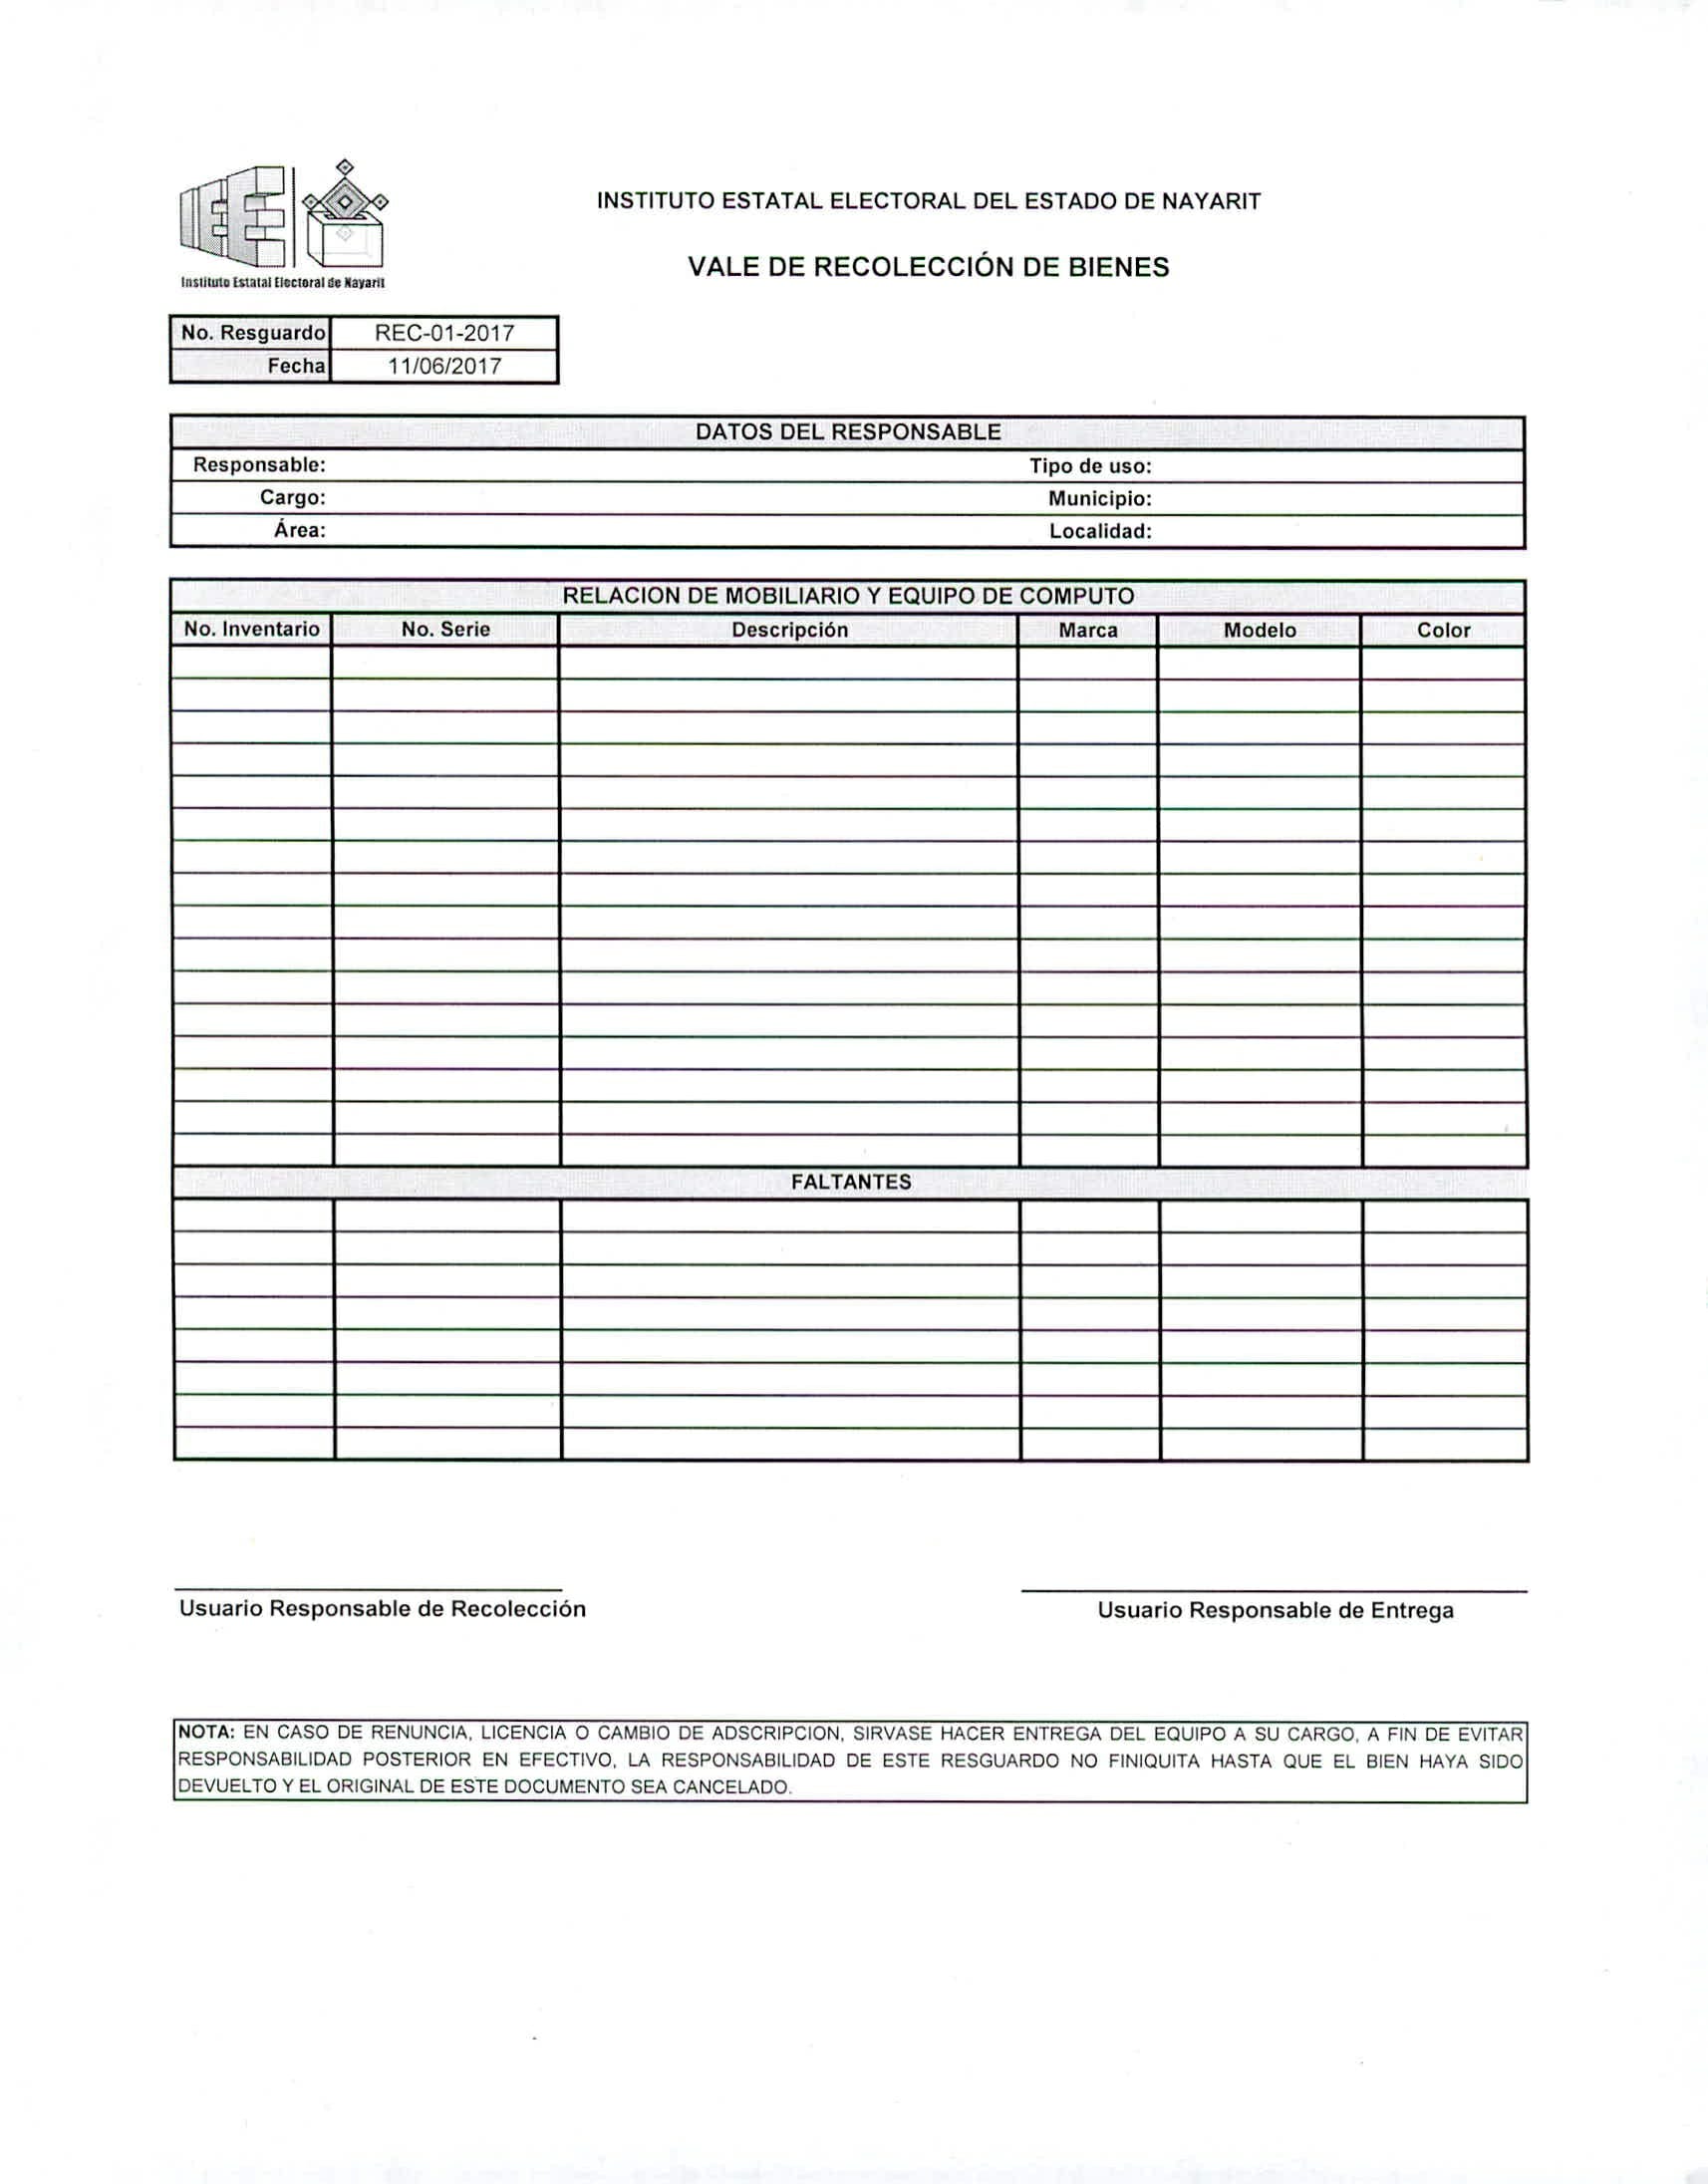 Instituto Estatal Electoral de Nayarit
INSTITUTO ESTATAL ELECTORAL DEL ESTADO DE NAYARIT
VALE DE RECOLECCIÓN DE BIENES
No. Resguardo REC-01-2017
Fecha 11/06/2017
DATOS DEL RESPONSABLE
Responsable: Tipo de uso:
Cargo: Municipio:
Área: Localidad:
RELACION DE MOBILIARIO Y EQUIPO DE COMPUTO
No. Inventario No. Serie Descripción Marca Modelo Color
FALTANTES
Usuario Responsable de Recolección Usuario Responsable de Entrega
NOTA: EN CASO DE RENUNCIA, LICENCIA O CAMBIO DE ADSCRIPCION, SIRVASE HACER ENTREGA DEL EQUIPO A SU CARGO, A FIN DE EVITAR
RESPONSABILIDAD POSTERIOR EN EFECTIVO, LA RESPONSABILIDAD DE ESTE RESGUARDO NO FINIQUITA HASTA QUE EL BIEN HAYA SIDO
DEVUELTO Y EL ORIGINAL DE ESTE DOCUMENTO SEA CANCELADO.